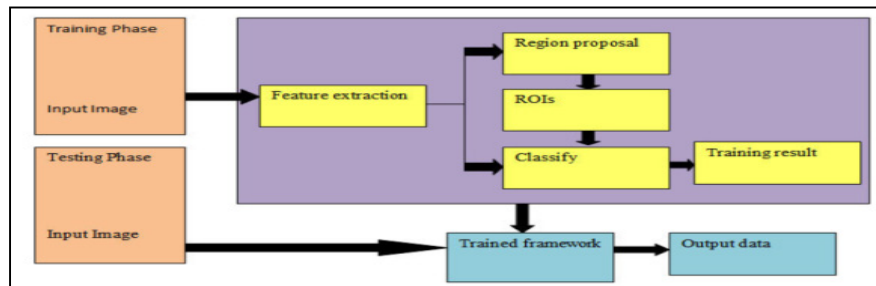 Training Phase
Input Image
Feature extraction
Region proposal
ROIs
Classify
Training result
Testing Phase
Input Image
Trained framework
Output data